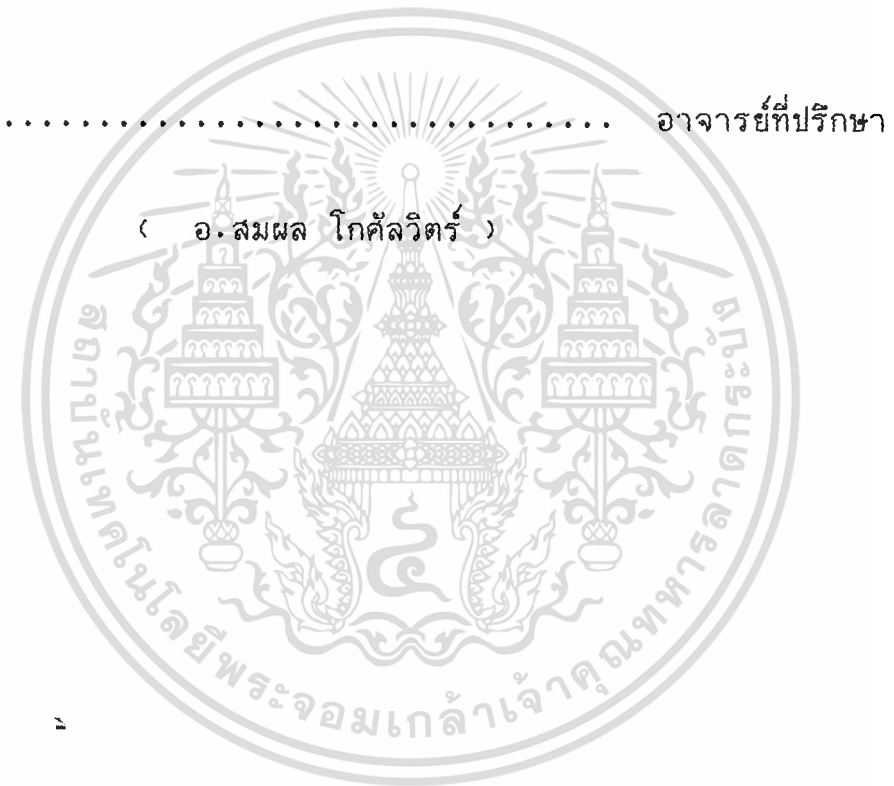 ................................ อาจารย์ที่ปรึกษา
( อ.สมผล โกศัลวิตร์ )
สถาบันเทคโนโลยีพระจอมเกล้าเจ้าคุณทหารลาดกระบัง
๔